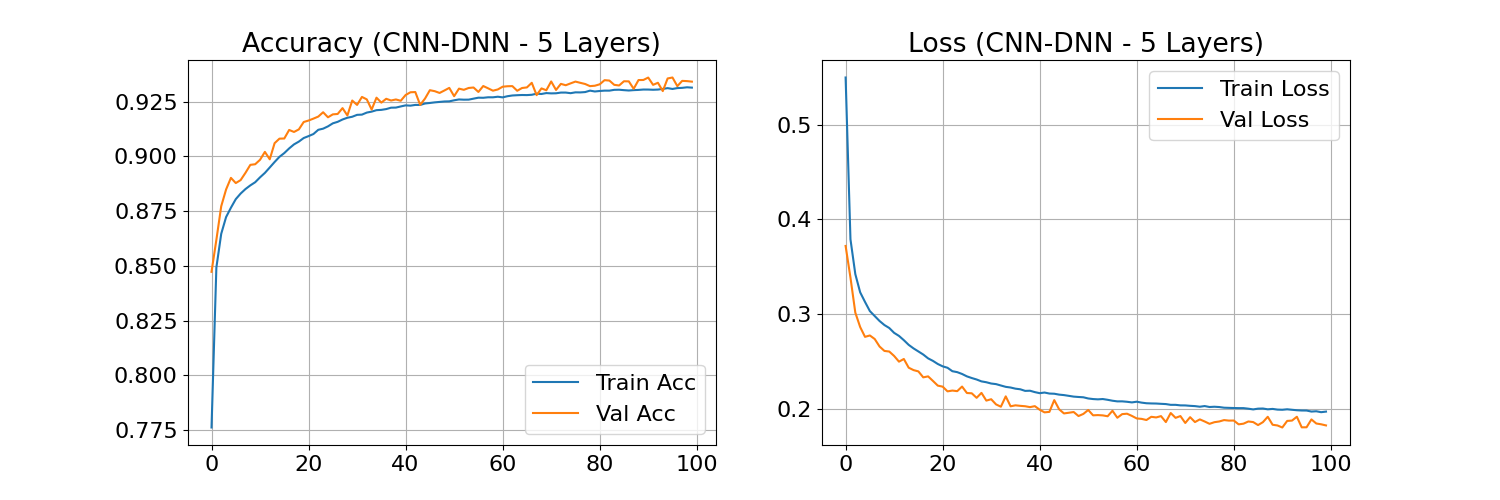 Accuracy (CNN-DNN - 5 Layers)
0.925
0.900
0.875
0.850
0.825
0.800
0.775
0 20 40 60 80 100
Train Acc
Val Acc
Loss (CNN-DNN - 5 Layers)
0.5
0.4
0.3
0.2
0 20 40 60 80 100
Train Loss
Val Loss